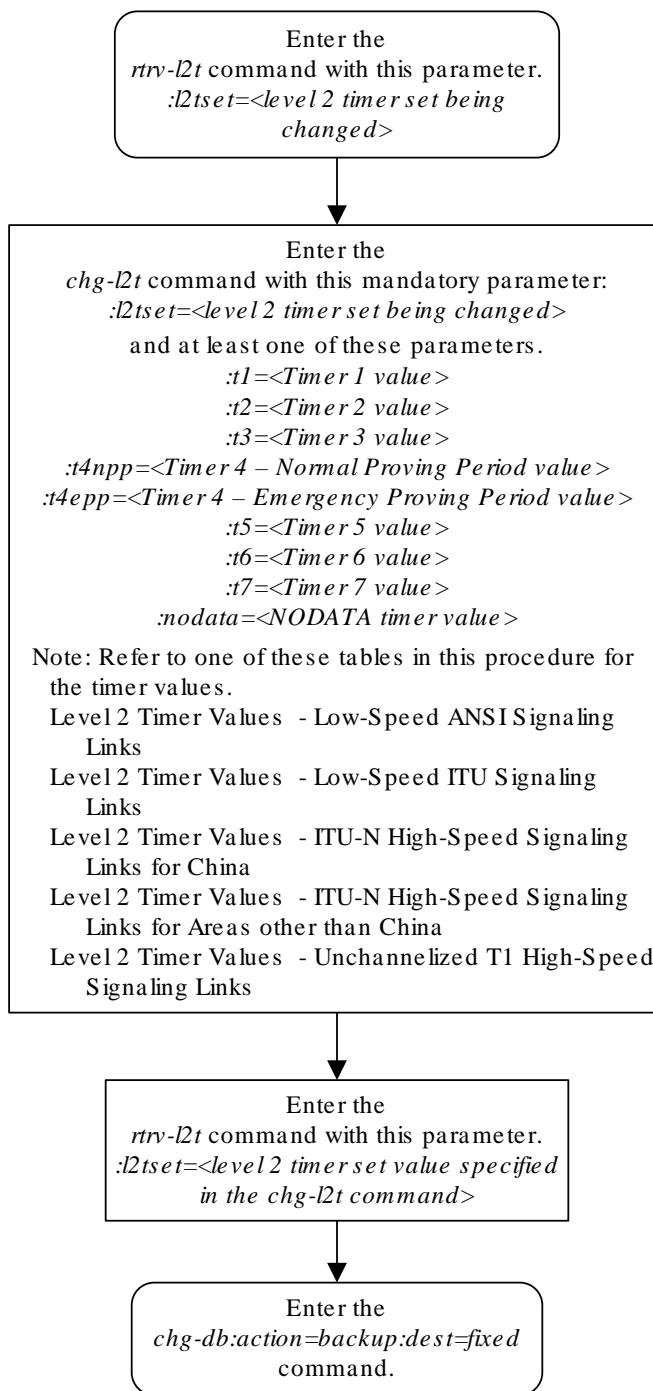 Enter the
rtrv-l2t command with this parameter.
:l2tset=<level 2 timer set being
changed>
Enter the
chg-l2t command with this mandatory parameter:
:l2tset=<level 2 timer set being changed>
and at least one of these parameters.
:t1=<Timer 1 value>
:t2=<Timer 2 value>
:t3=<Timer 3 value>
:t4npp=<Timer 4 – Normal Proving Period value>
:t4epp=<Timer 4 – Emergency Proving Period value>
:t5=<Timer 5 value>
:t6=<Timer 6 value>
:t7=<Timer 7 value>
:nodata=<NODATA timer value>
Note: Refer to one of these tables in this procedure for
the timer values.
Level 2 Timer Values - Low-Speed ANSI Signaling
Links
Level 2 Timer Values - Low-Speed ITU Signaling
Links
Level 2 Timer Values - ITU-N High-Speed Signaling
Links for China
Level 2 Timer Values - ITU-N High-Speed Signaling
Links for Areas other than China
Level 2 Timer Values - Unchannelized T1 High-Speed
Signaling Links
Enter the
rtrv-l2t command with this parameter.
:l2tset=<level 2 timer set value specified
in the chg-l2t command>
Enter the
chg-db:action=backup:dest=fixed
command.